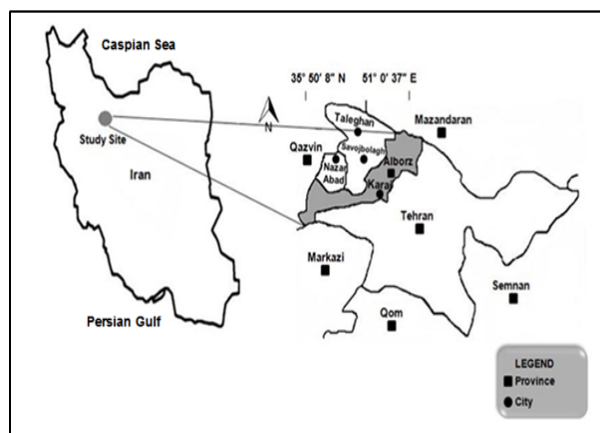 Caspian Sea
Study Site
Iran
Persian Gulf
35° 50' 8" N
51° 0' 37" E
N
Taleghan
Mazandaran
Qazvin
Savojbolagh
Nazar
Abad
Alborz
Karaj
Tehran
Markazi
Semnan
Qom
LEGEND
Province
City